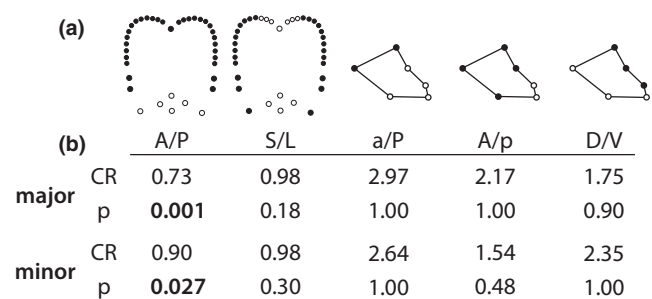 (a)
(b) A/P S/L a/P A/p D/V
major CR 0.73 0.98 2.97 2.17 1.75
p 0.001 0.18 1.00 1.00 0.90
minor CR 0.90 0.98 2.64 1.54 2.35
p 0.027 0.30 1.00 0.48 1.00